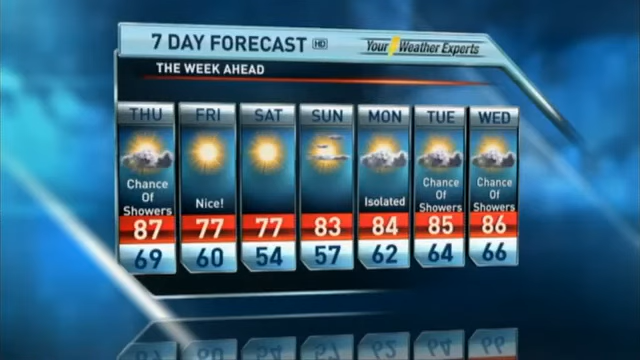 7 DAY FORECAST HD
Your Weather Experts
THE WEEK AHEAD
THU FRI SAT SUN MON TUE WED
Chance
Of
Showers
Nice!
Isolated
Chance
Of
Showers
Chance
Of
Showers
87 77 77 83 84 85 86
69 60 54 57 62 64 66